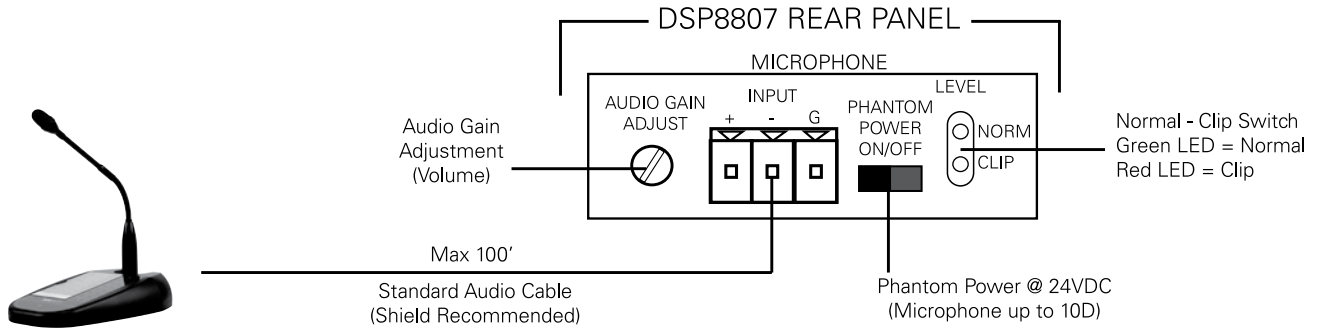 DSP8807 REAR PANEL
MICROPHONE
AUDIO GAIN
ADJUST
INPUT
+ - G
PHANTOM
POWER
ON/OFF
LEVEL
NORM
CLIP
Audio Gain
Adjustment
(Volume)
Normal - Clip Switch
Green LED = Normal
Red LED = Clip
Max 100'
Standard Audio Cable
(Shield Recommended)
Phantom Power @ 24VDC
(Microphone up to 10D)